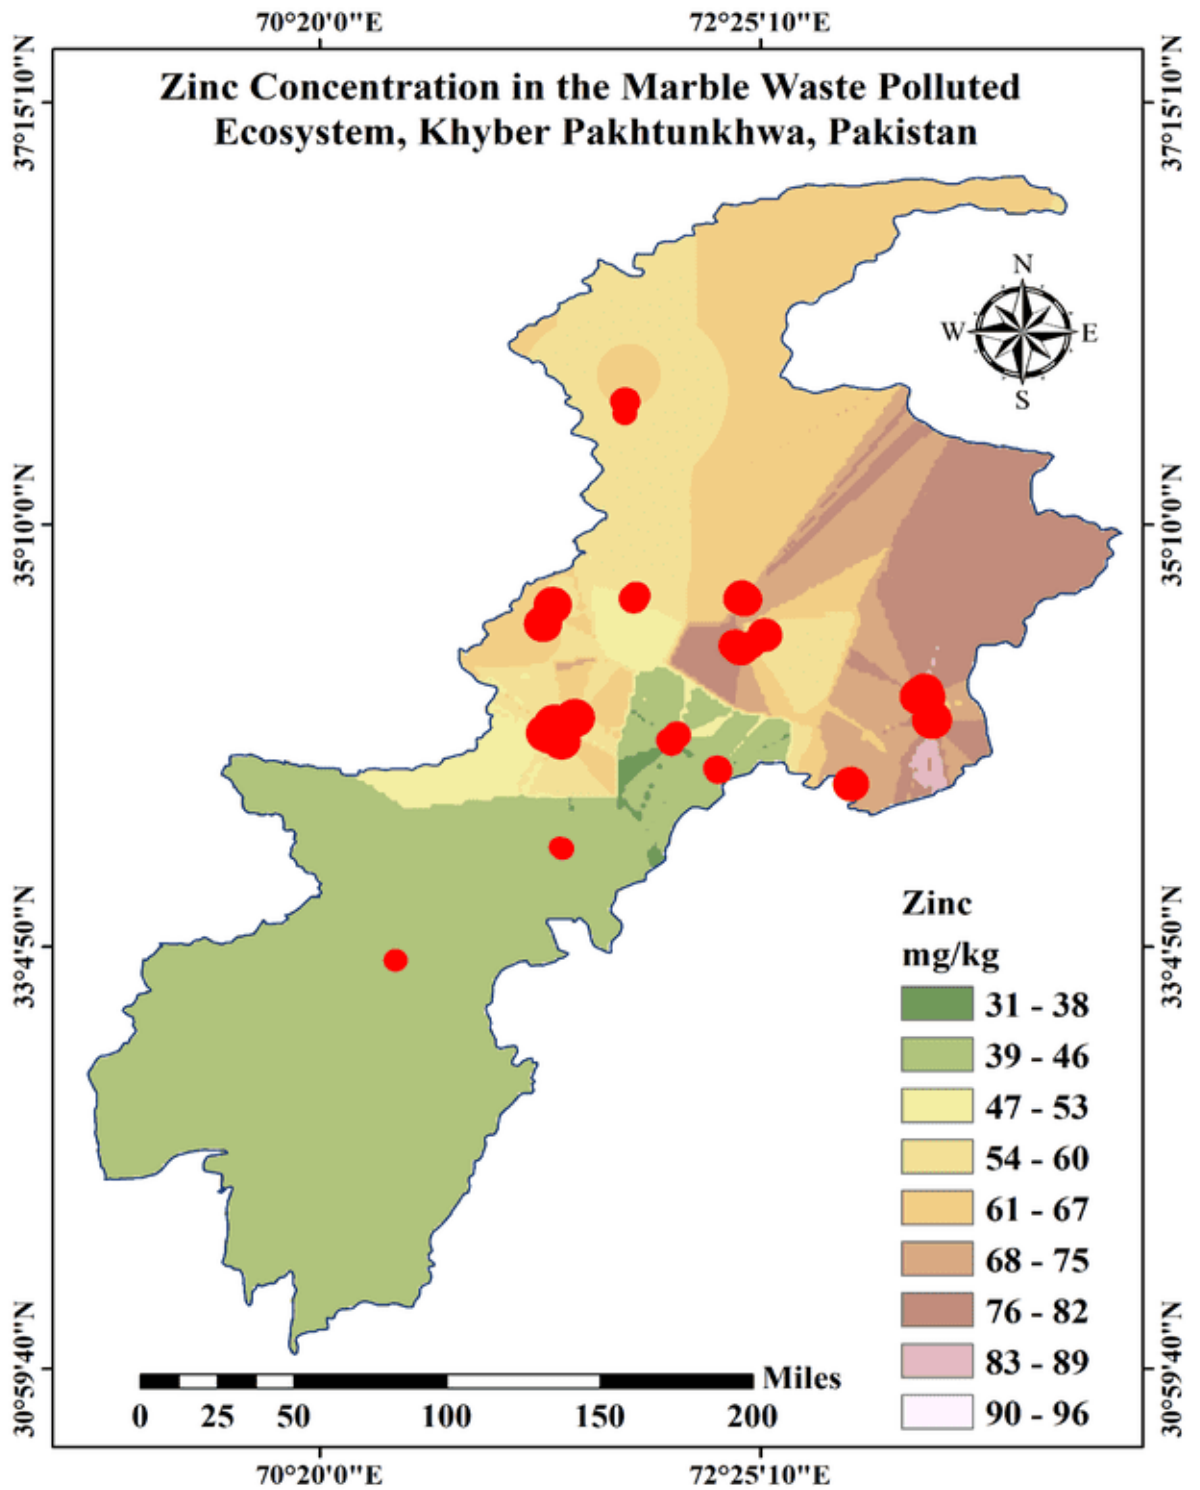 70°20'0"E
72°25'10"E
Zinc Concentration in the Marble Waste Polluted
Ecosystem, Khyber Pakhtunkhwa, Pakistan
37°15'10"N
37°15'10"N
N
W
E
S
35°10'0"N
35°10'0"N
33°4'50"N
33°4'50"N
Zinc
mg/kg
31 - 38
39 - 46
47 - 53
54 - 60
61 - 67
68 - 75
76 - 82
83 - 89
90 - 96
30°59'40"N
30°59'40"N
Miles
0 25 50 100 150 200
70°20'0"E
72°25'10"E